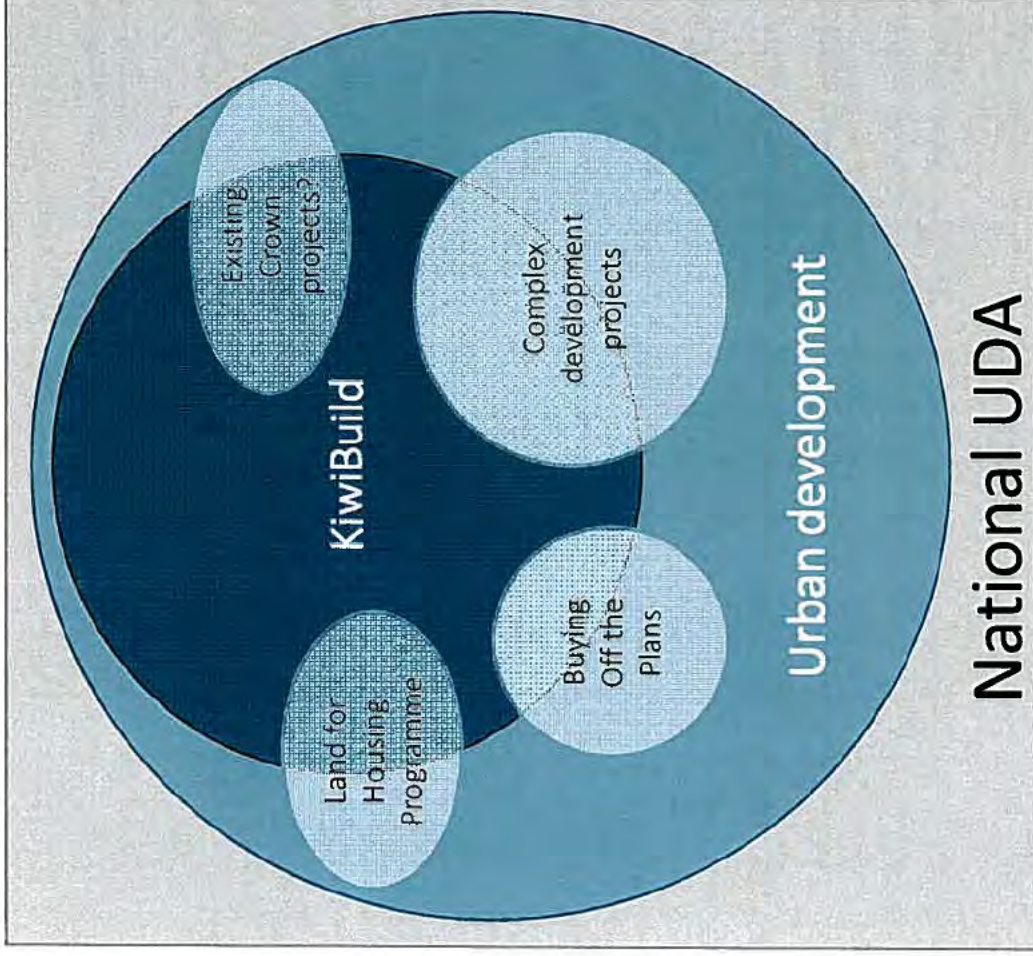 Existing
Crown
projects?
Land for
Housing
Programme
KiwiBuild
Buying
Off the
Plans
Complex
development
projects
Urban development
National UDA